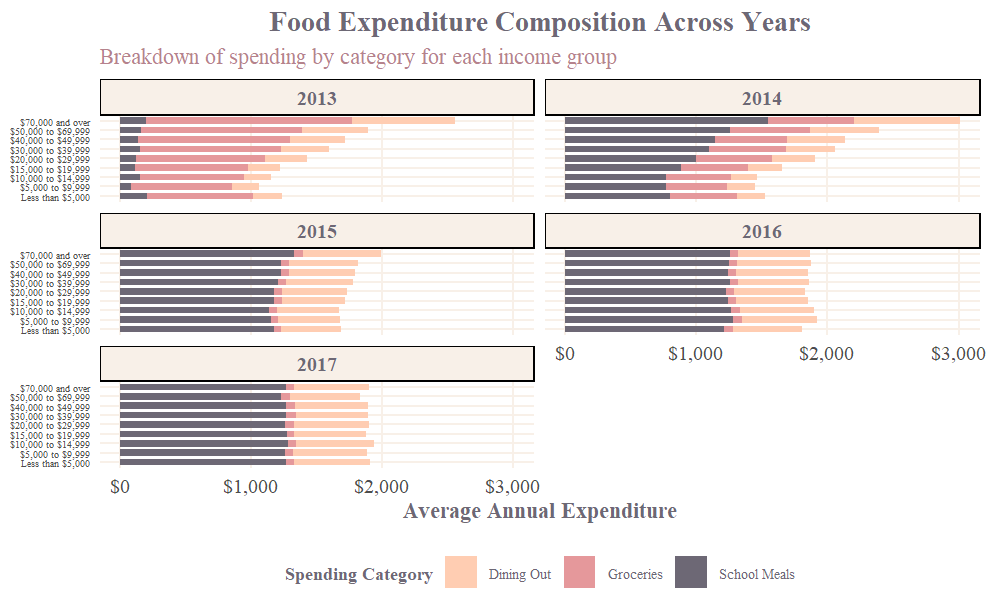 Food Expenditure Composition Across Years
Breakdown of spending by category for each income group
2013
2014
$70,000 and over
$50,000 to $69,999
$40,000 to $49,999
$30,000 to $39,999
$20,000 to $29,999
$15,000 to $19,999
$10,000 to $14,999
$5,000 to $9,999
Less than $5,000
2015
2016
$70,000 and over
$50,000 to $69,999
$40,000 to $49,999
$30,000 to $39,999
$20,000 to $29,999
$15,000 to $19,999
$10,000 to $14,999
$5,000 to $9,999
Less than $5,000
$0 $1,000 $2,000 $3,000
2017
$70,000 and over
$50,000 to $69,999
$40,000 to $49,999
$30,000 to $39,999
$20,000 to $29,999
$15,000 to $19,999
$10,000 to $14,999
$5,000 to $9,999
Less than $5,000
$0 $1,000 $2,000 $3,000
Average Annual Expenditure
Spending Category Dining Out Groceries School Meals